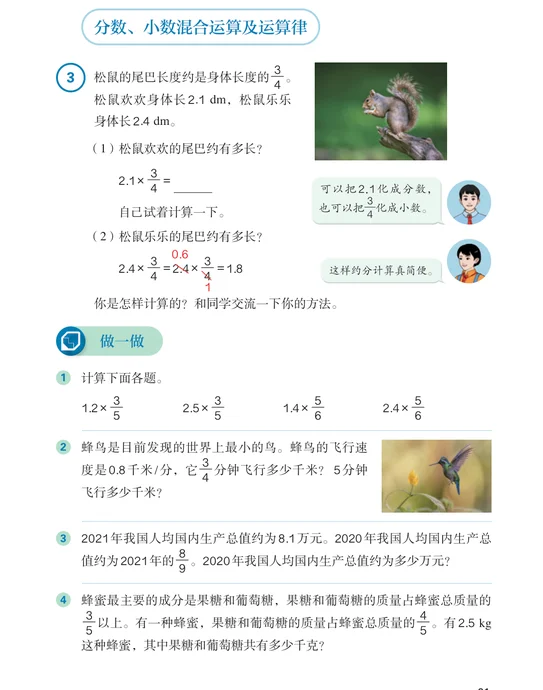 分数、小数混合运算及运算律
3 松鼠的尾巴长度约是身体长度的3/4。
松鼠欢欢身体长2.1 dm，松鼠乐乐
身体长2.4 dm。
（1）松鼠欢欢的尾巴约有多长？
2.1×3/4=______
自己试着计算一下。
可以把2.1化成分数，
也可以把3/4化成小数。
（2）松鼠乐乐的尾巴约有多长？
0.6
2.4×3/4=2.4×3/4=1.8
1
这样约分计算真简便。
你是怎样计算的？和同学交流一下你的方法。
做一做
1 计算下面各题。
1.2×3/5 2.5×3/5 1.4×5/6 2.4×5/6
2 蜂鸟是目前发现的世界上最小的鸟。蜂鸟的飞行速
度是0.8千米/分，它3/4分钟飞行多少千米？5分钟
飞行多少千米？
3 2021年我国人均国内生产总值约为8.1万元。2020年我国人均国内生产总
值约为2021年的8/9。2020年我国人均国内生产总值约为多少万元？
4 蜂蜜最主要的成分是果糖和葡萄糖，果糖和葡萄糖的质量占蜂蜜总质量的
3/5以上。有一种蜂蜜，果糖和葡萄糖的质量占蜂蜜总质量的4/5。有2.5 kg
这种蜂蜜，其中果糖和葡萄糖共有多少千克？